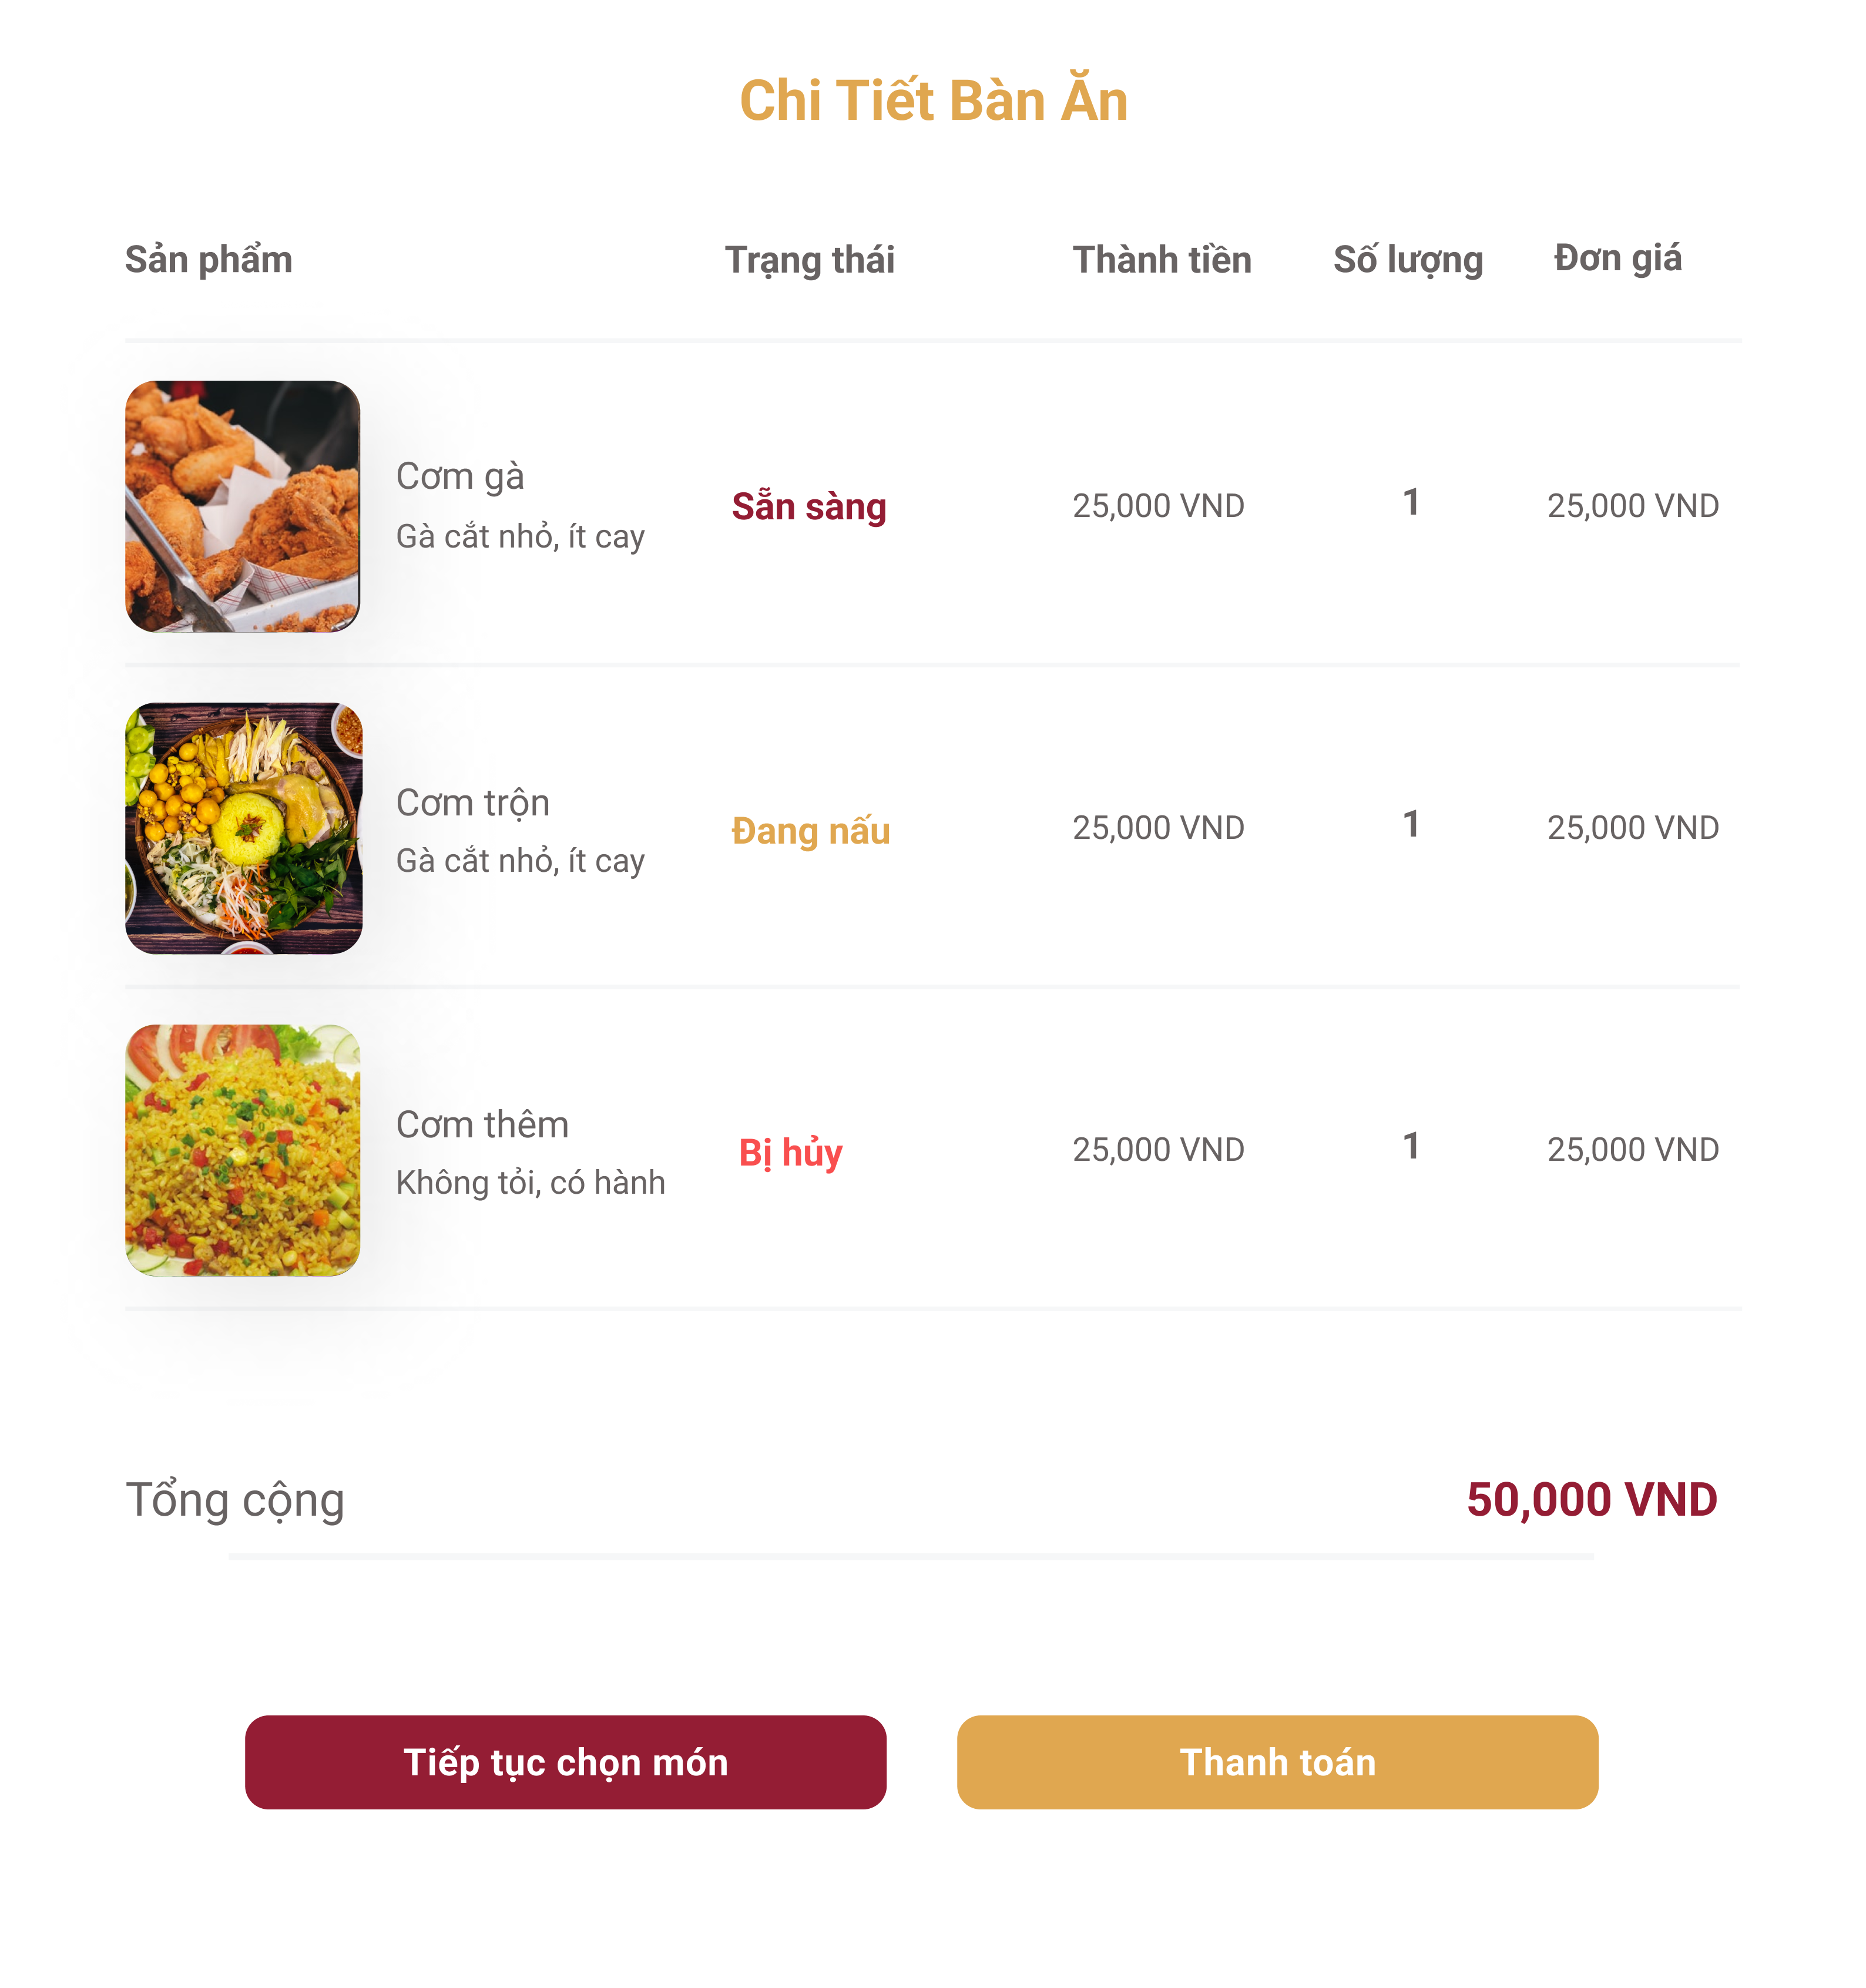 Chi Tiết Bàn Ăn
Sản phẩm Trạng thái Thành tiền Số lượng Đơn giá
Cơm gà
Gà cắt nhỏ, ít cay
Sẵn sàng 25,000 VND 1 25,000 VND
Cơm trộn
Gà cắt nhỏ, ít cay
Đang nấu 25,000 VND 1 25,000 VND
Cơm thêm
Không tỏi, có hành
Bị hủy 25,000 VND 1 25,000 VND
Tổng cộng 50,000 VND
Tiếp tục chọn món Thanh toán